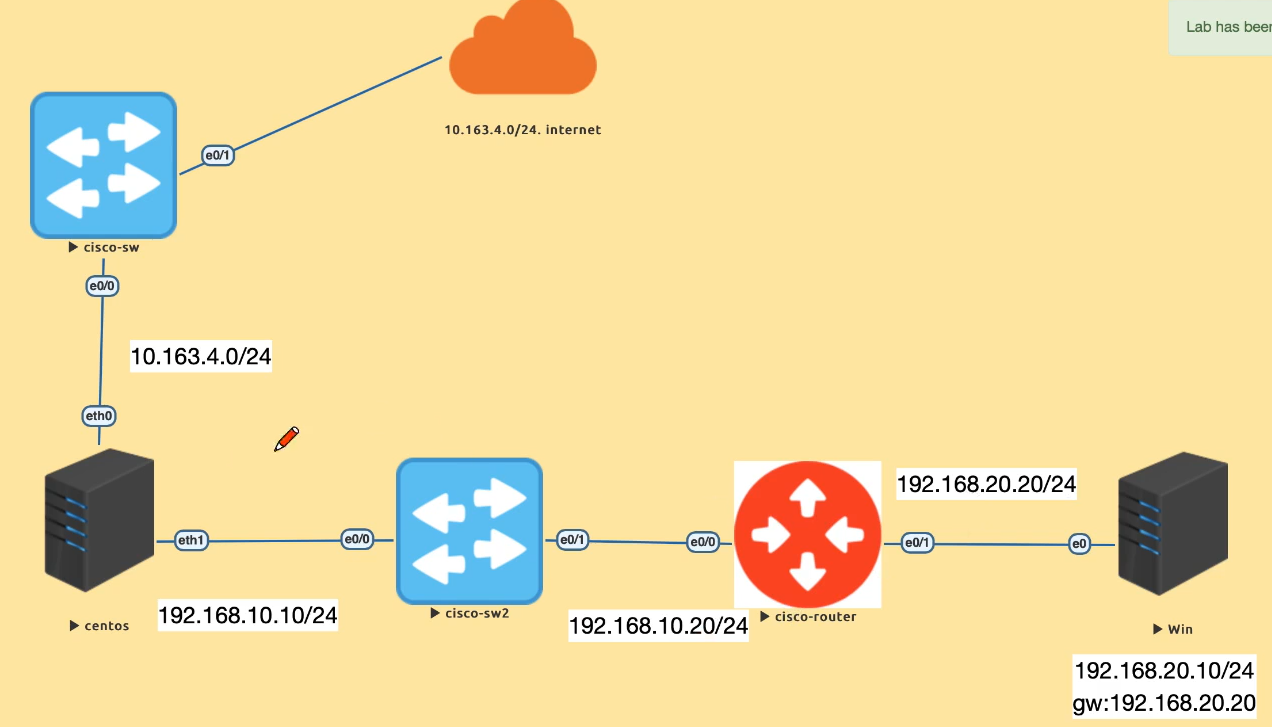 Lab has been
10.163.4.0/24. internet
e0/1
cisco-sw
e0/0
10.163.4.0/24
eth0
192.168.20.20/24
eth1
e0/0
e0/1
e0/0
e0/1
e0
centos
192.168.10.10/24
cisco-sw2
192.168.10.20/24
cisco-router
Win
192.168.20.10/24
gw:192.168.20.20